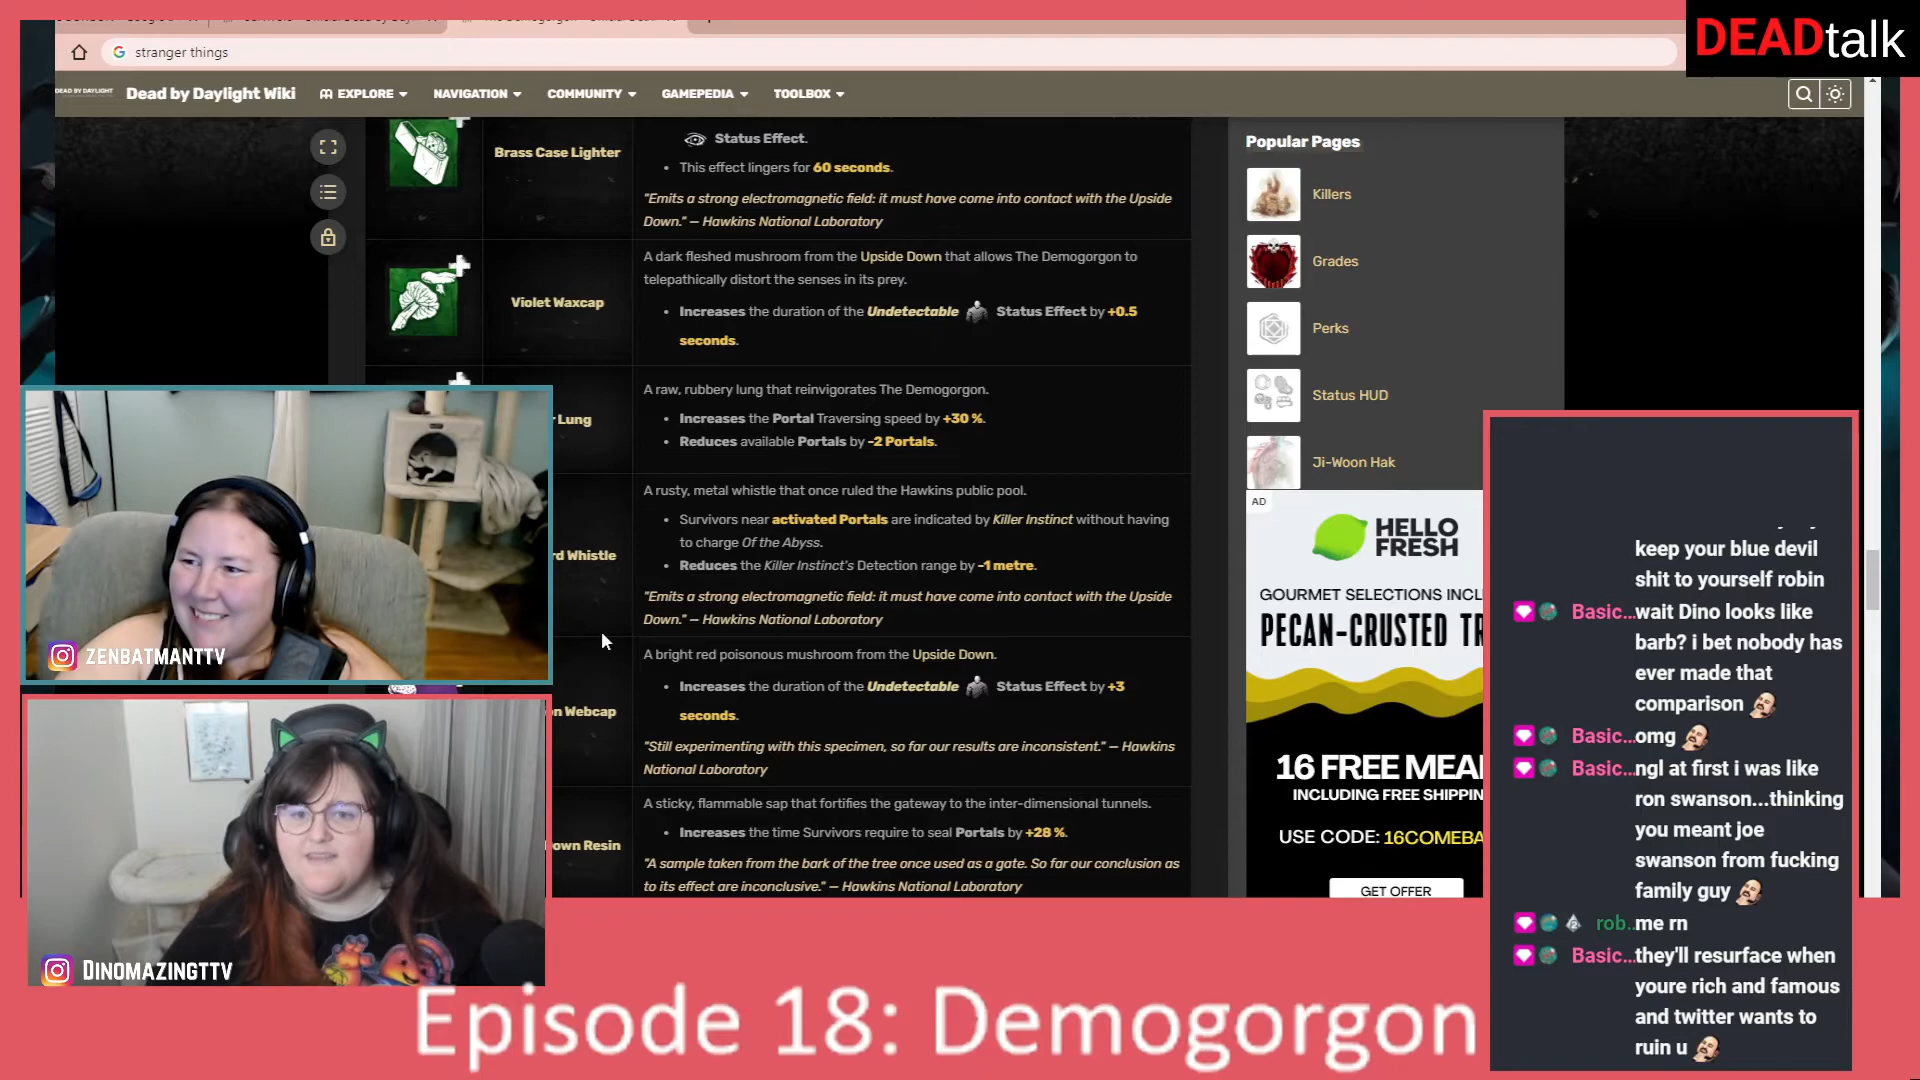 DEADtalk
stranger things
DEAD BY DAYLIGHT
Dead by Daylight Wiki
EXPLORE
NAVIGATION
COMMUNITY
GAMEPEDIA
TOOLBOX
Brass Case Lighter
Status Effect.
• This effect lingers for 60 seconds.
"Emits a strong electromagnetic field: it must have come into contact with the Upside
Down." — Hawkins National Laboratory
Violet Waxcap
A dark fleshed mushroom from the Upside Down that allows The Demogorgon to
telepathically distort the senses in its prey.
• Increases the duration of the Undetectable Status Effect by +0.5
seconds.
Lung
A raw, rubbery lung that reinvigorates The Demogorgon.
• Increases the Portal Traversing speed by +30 %.
• Reduces available Portals by -2 Portals.
rd Whistle
A rusty, metal whistle that once ruled the Hawkins public pool.
• Survivors near activated Portals are indicated by Killer Instinct without having
to charge Of the Abyss.
• Reduces the Killer Instinct's Detection range by -1 metre.
"Emits a strong electromagnetic field: it must have come into contact with the Upside
Down." — Hawkins National Laboratory
on Webcap
A bright red poisonous mushroom from the Upside Down.
• Increases the duration of the Undetectable Status Effect by +3
seconds.
"Still experimenting with this specimen, so far our results are inconsistent." — Hawkins
National Laboratory
own Resin
A sticky, flammable sap that fortifies the gateway to the inter-dimensional tunnels.
• Increases the time Survivors require to seal Portals by +28 %.
"A sample taken from the bark of the tree once used as a gate. So far our conclusion as
to its effect are inconclusive." — Hawkins National Laboratory
Popular Pages
Killers
Grades
Perks
Status HUD
Ji-Woon Hak
AD
HELLO
FRESH
GOURMET SELECTIONS INCL
PECAN-CRUSTED TR
16 FREE MEA
INCLUDING FREE SHIPPIN
USE CODE: 16COMEBA
GET OFFER
keep your blue devil
shit to yourself robin
Basic...wait Dino looks like
barb? i bet nobody has
ever made that
comparison
Basic...omg
Basic...ngl at first i was like
ron swanson...thinking
you meant joe
swanson from fucking
family guy
rob..me rn
Basic...they'll resurface when
youre rich and famous
and twitter wants to
ruin u
ZENBATMANTTV
DINOMAZINGTTV
Episode 18: Demogorgon